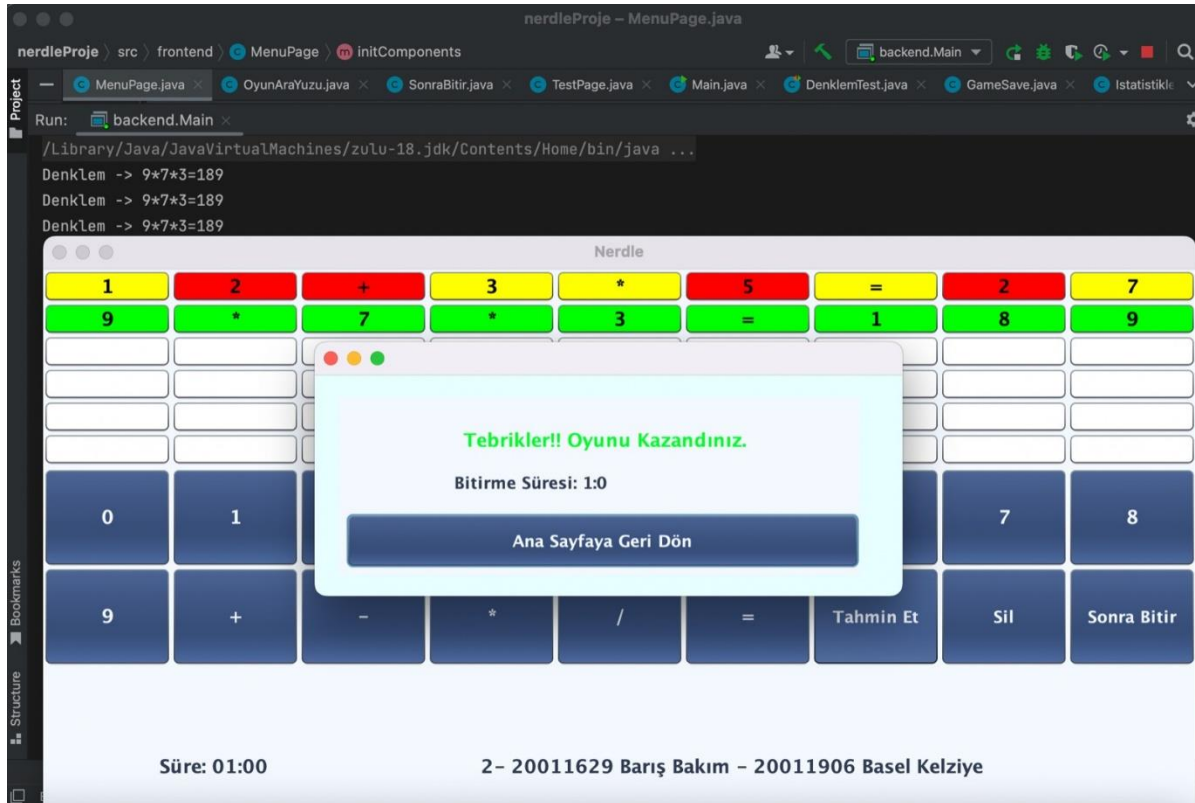 nerdleProje – MenuPage.java
nerdleProje 〉 src 〉 frontend 〉 MenuPage 〉 initComponents
backend.Main
MenuPage.java OyunAraYuzu.java SonraBitir.java TestPage.java Main.java DenklemTest.java GameSave.java Istatistikle
Project
Run: backend.Main
/Library/Java/JavaVirtualMachines/zulu-18.jdk/Contents/Home/bin/java ...
Denklem -> 9*7*3=189
Denklem -> 9*7*3=189
Denklem -> 9*7*3=189
Nerdle
1 2 + 3 * 5 = 2 7
9 * 7 * 3 = 1 8 9
Tebrikler!! Oyunu Kazandınız.
Bitirme Süresi: 1:0
Ana Sayfaya Geri Dön
0 1 7 8
9 + - * / = Tahmin Et Sil Sonra Bitir
Bookmarks
Structure
Süre: 01:00
2- 20011629 Barış Bakım - 20011906 Basel Kelziye